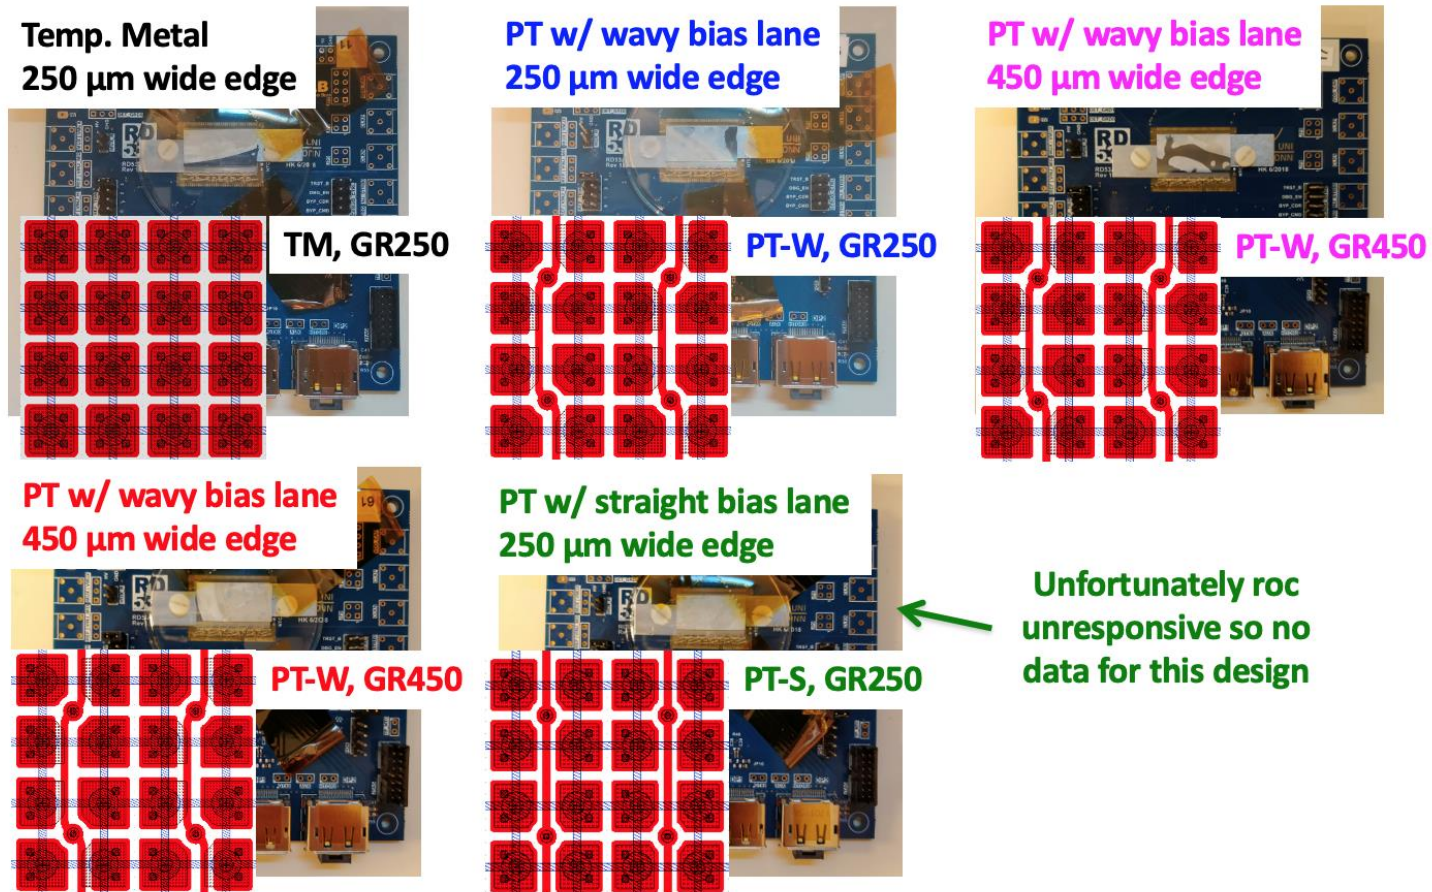 Temp. Metal
250 µm wide edge
TM, GR250
PT w/ wavy bias lane
250 µm wide edge
PT-W, GR250
PT w/ wavy bias lane
450 µm wide edge
PT-W, GR450
PT w/ wavy bias lane
450 µm wide edge
PT-W, GR450
PT w/ straight bias lane
250 µm wide edge
PT-S, GR250
Unfortunately roc
unresponsive so no
data for this design